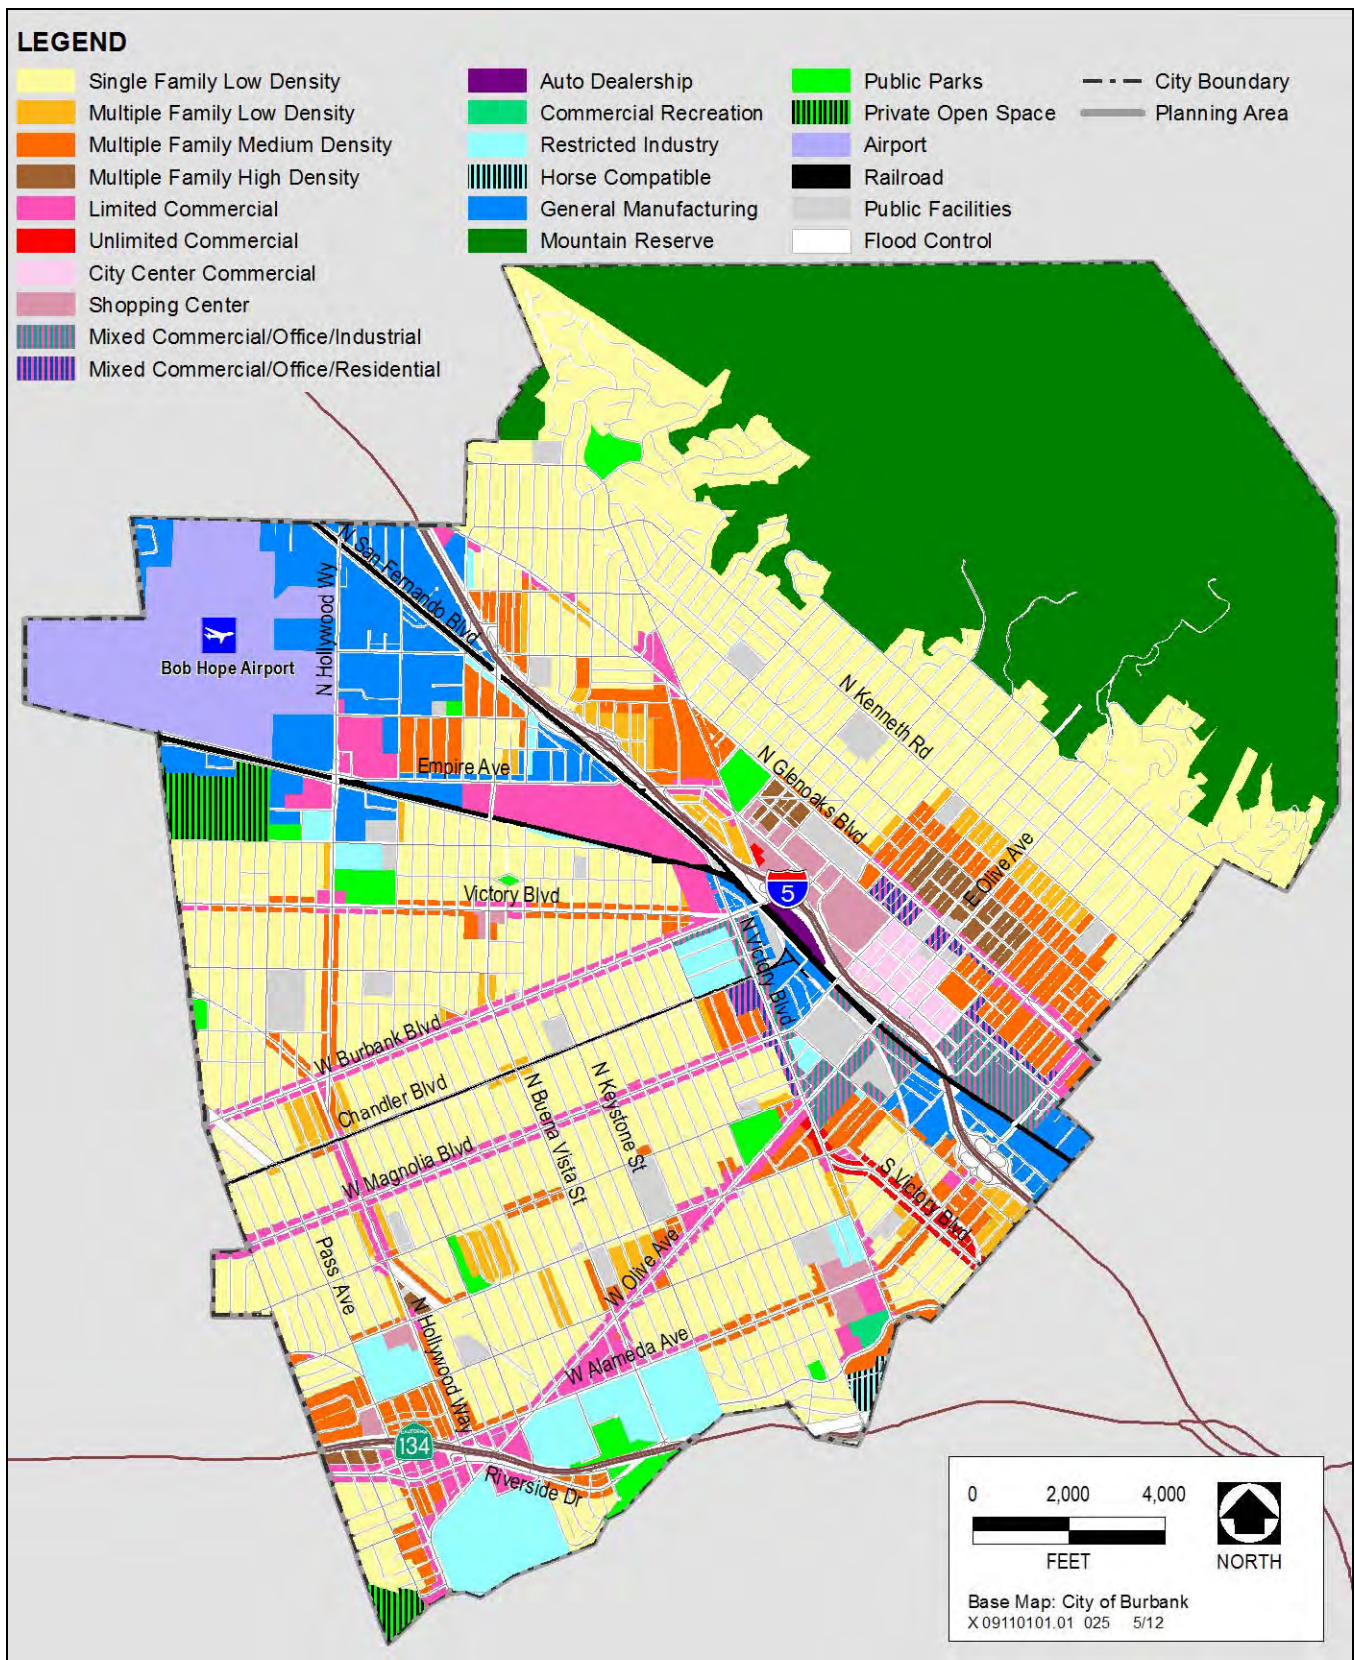 LEGEND
Single Family Low Density
Multiple Family Low Density
Multiple Family Medium Density
Multiple Family High Density
Limited Commercial
Unlimited Commercial
City Center Commercial
Shopping Center
Mixed Commercial/Office/Industrial
Mixed Commercial/Office/Residential
Auto Dealership
Commercial Recreation
Restricted Industry
Horse Compatible
General Manufacturing
Mountain Reserve
Public Parks
Private Open Space
Airport
Railroad
Public Facilities
Flood Control
City Boundary
Planning Area
N San Fernando Blvd
N Hollywood Wy
Bob Hope Airport
N Kenneth Rd
N Glenoaks Blvd
Empire Ave
E Olive Ave
Victory Blvd
5
N Victory Blvd
W Burbank Blvd
Chandler Blvd
N Buena Vista St
N Keystone St
W Magnolia Blvd
S Victory Blvd
Pass Ave
W Olive Ave
N Hollywood Way
W Alameda Ave
CALIFORNIA
134
Riverside Dr
0 2,000 4,000
FEET
NORTH
Base Map: City of Burbank
X 09110101.01 025 5/12